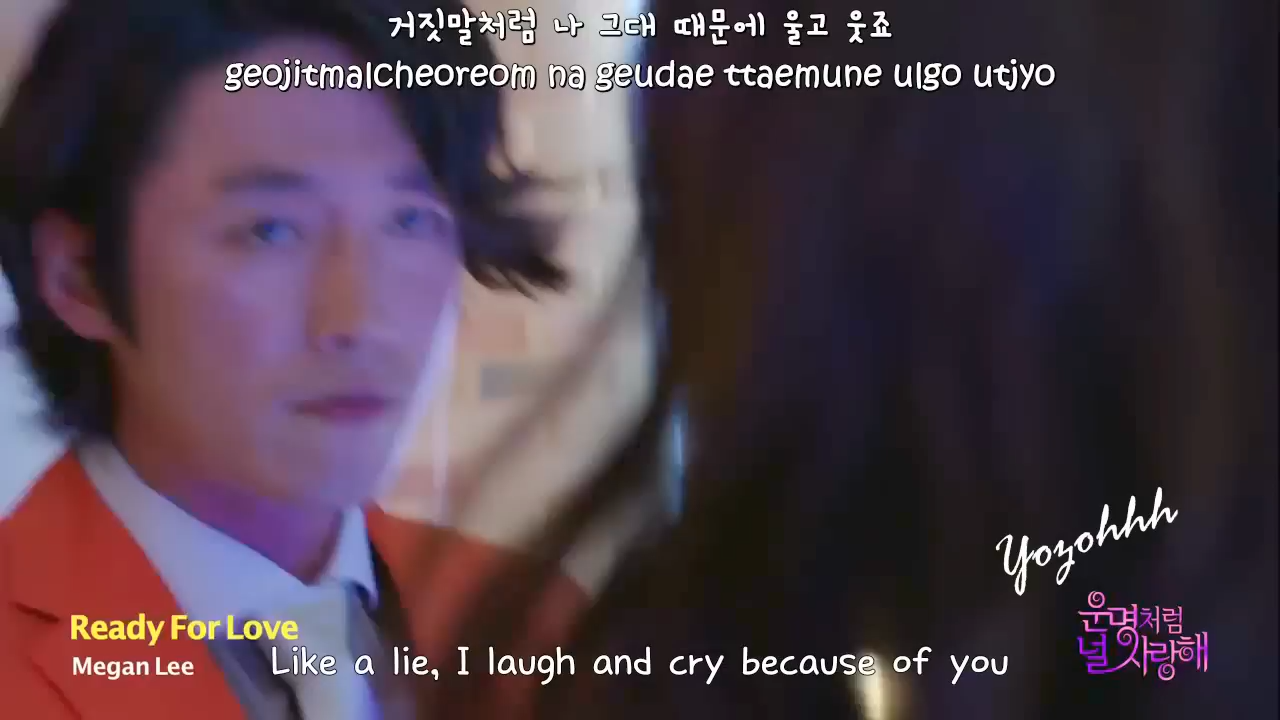 거짓말처럼 나 그대 때문에 울고 웃죠
geojitmalcheoreom na geudae ttaemune ulgo utjyo
Yozohhh
운명처럼
널 사랑해
Ready For Love
Megan Lee
Like a lie, I laugh and cry because of you